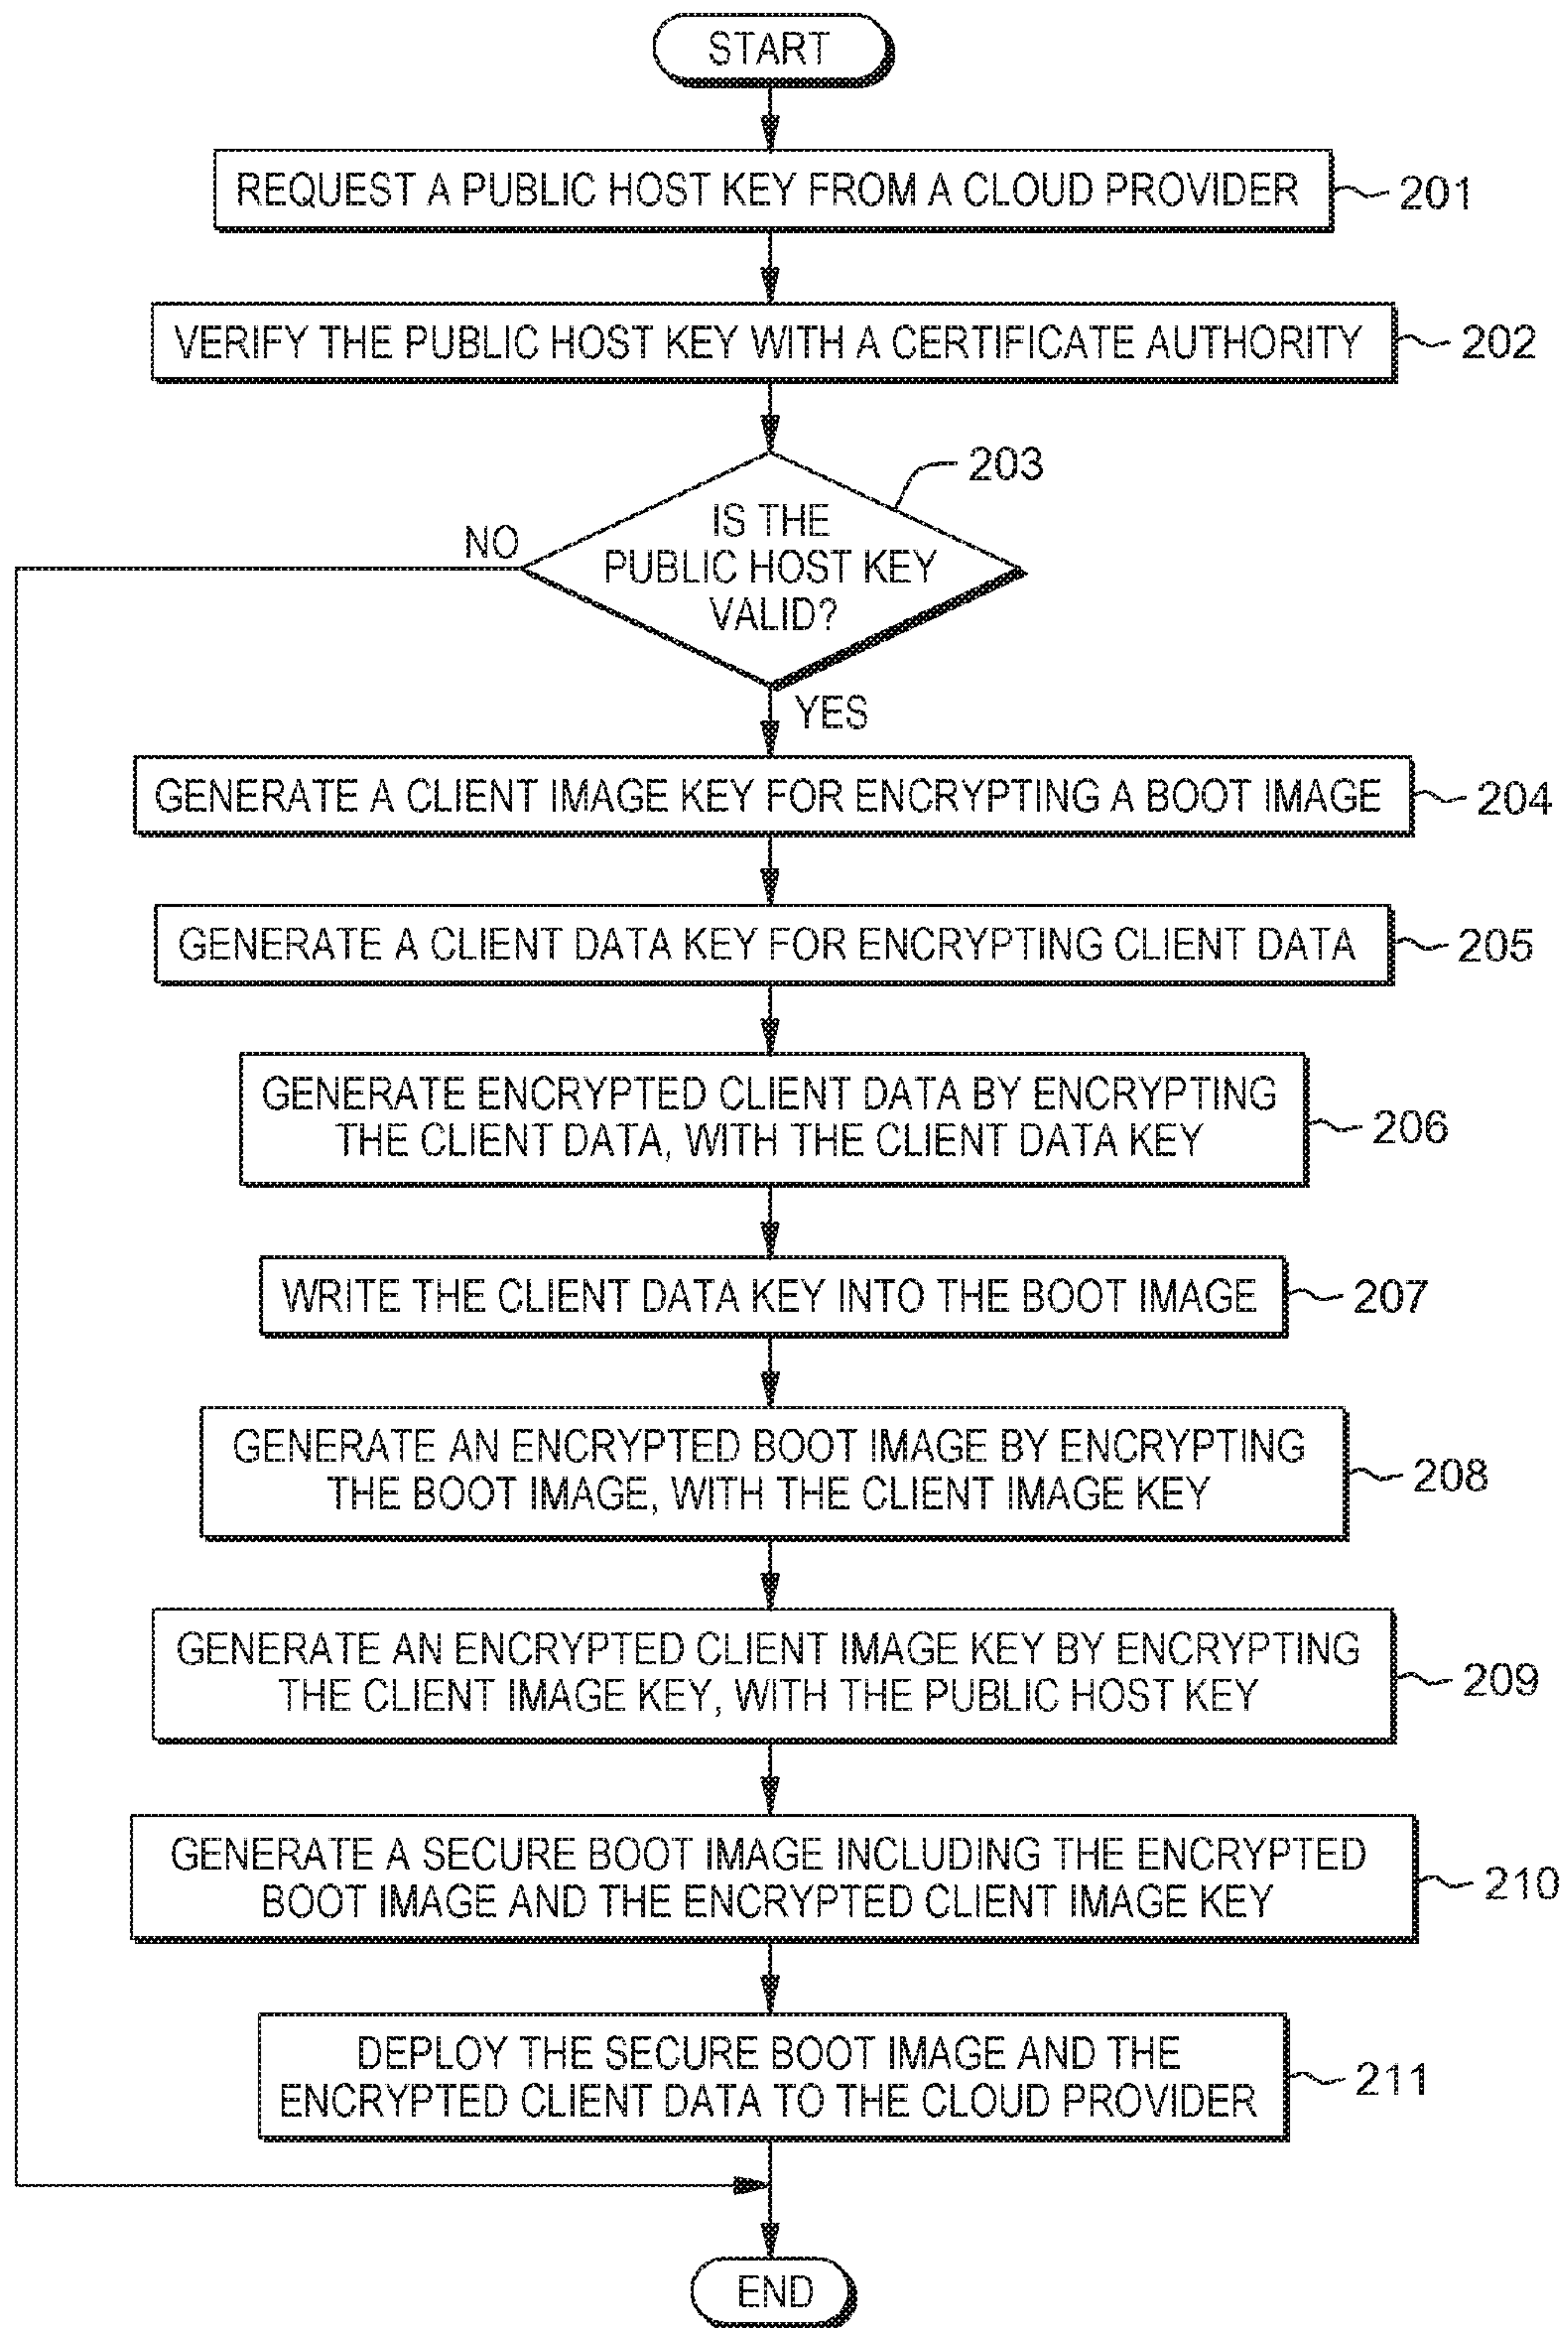 START
REQUEST A PUBLIC HOST KEY FROM A CLOUD PROVIDER
201
VERIFY THE PUBLIC HOST KEY WITH A CERTIFICATE AUTHORITY
202
203
IS THE
PUBLIC HOST KEY
VALID?
NO
YES
GENERATE A CLIENT IMAGE KEY FOR ENCRYPTING A BOOT IMAGE
204
GENERATE A CLIENT DATA KEY FOR ENCRYPTING CLIENT DATA
205
GENERATE ENCRYPTED CLIENT DATA BY ENCRYPTING
THE CLIENT DATA, WITH THE CLIENT DATA KEY
206
WRITE THE CLIENT DATA KEY INTO THE BOOT IMAGE
207
GENERATE AN ENCRYPTED BOOT IMAGE BY ENCRYPTING
THE BOOT IMAGE, WITH THE CLIENT IMAGE KEY
208
GENERATE AN ENCRYPTED CLIENT IMAGE KEY BY ENCRYPTING
THE CLIENT IMAGE KEY, WITH THE PUBLIC HOST KEY
209
GENERATE A SECURE BOOT IMAGE INCLUDING THE ENCRYPTED
BOOT IMAGE AND THE ENCRYPTED CLIENT IMAGE KEY
210
DEPLOY THE SECURE BOOT IMAGE AND THE
ENCRYPTED CLIENT DATA TO THE CLOUD PROVIDER
211
END